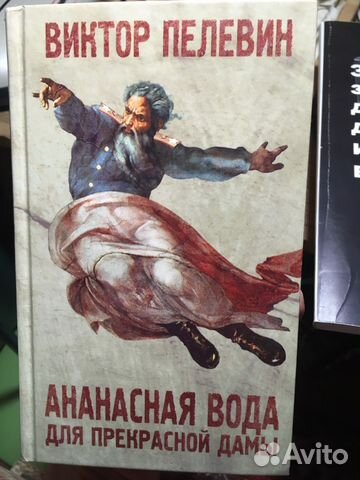 ВИКТОР ПЕЛЕВИН
АНАНАСНАЯ ВОДА
ДЛЯ ПРЕКРАСНОЙ ДАМЫ
Avito